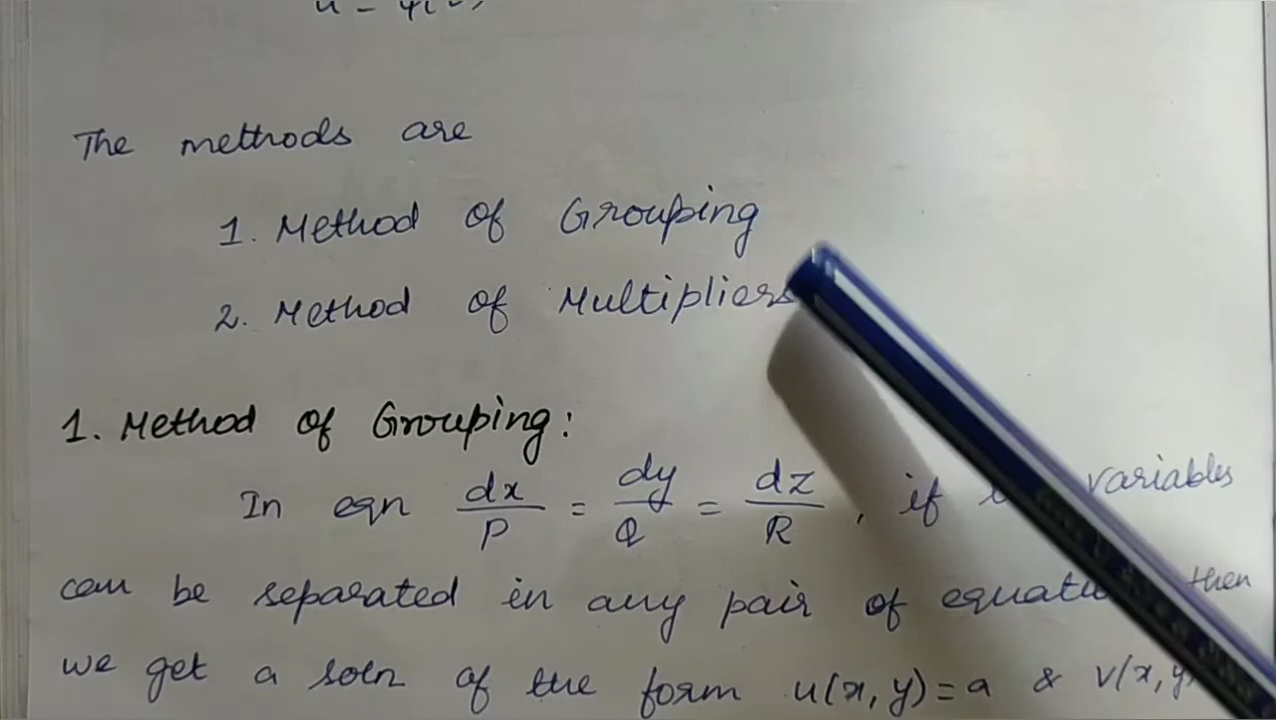 The methods are
1. Method of Grouping
2. Method of Multipliers
1. Method of Grouping:
In eqn dx/P = dy/Q = dz/R, if variables
can be separated in any pair of then
we get a soln of the form u(x,y)=a & v(x,y